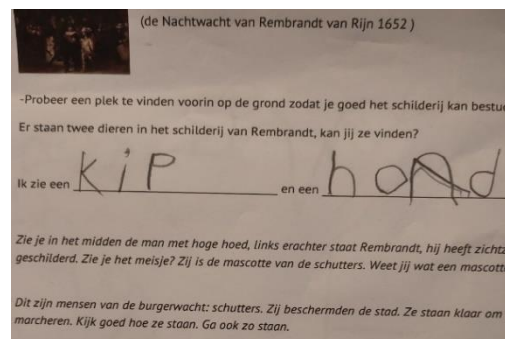 (de Nachtwacht van Rembrandt van Rijn 1652 )
-Probeer een plek te vinden voorin op de grond zodat je goed het schilderij kan bestu
Er staan twee dieren in het schilderij van Rembrandt, kan jij ze vinden?
Ik zie een kip en een hond
Zie je in het midden de man met hoge hoed, links erachter staat Rembrandt, hij heeft zichtz
geschilderd. Zie je het meisje? Zij is de mascotte van de schutters. Weet jij wat een mascott
Dit zijn mensen van de burgerwacht: schutters. Zij beschermden de stad. Ze staan klaar om
marcheren. Kijk goed hoe ze staan. Ga ook zo staan.